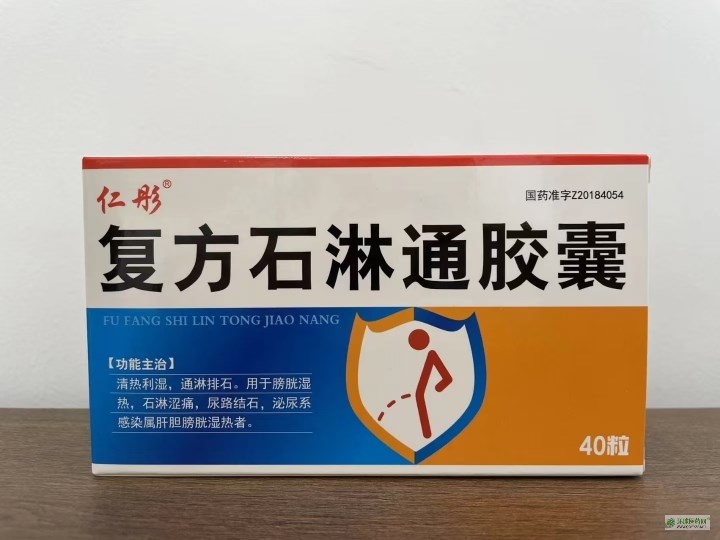 仁彤®
国药准字Z20184054
复方石淋通胶囊
FU FANG SHI LIN TONG JIAO NANG
【功能主治】
清热利湿，通淋排石。用于膀胱湿
热，石淋涩痛，尿路结石，泌尿系
感染属肝胆膀胱湿热者。
40粒